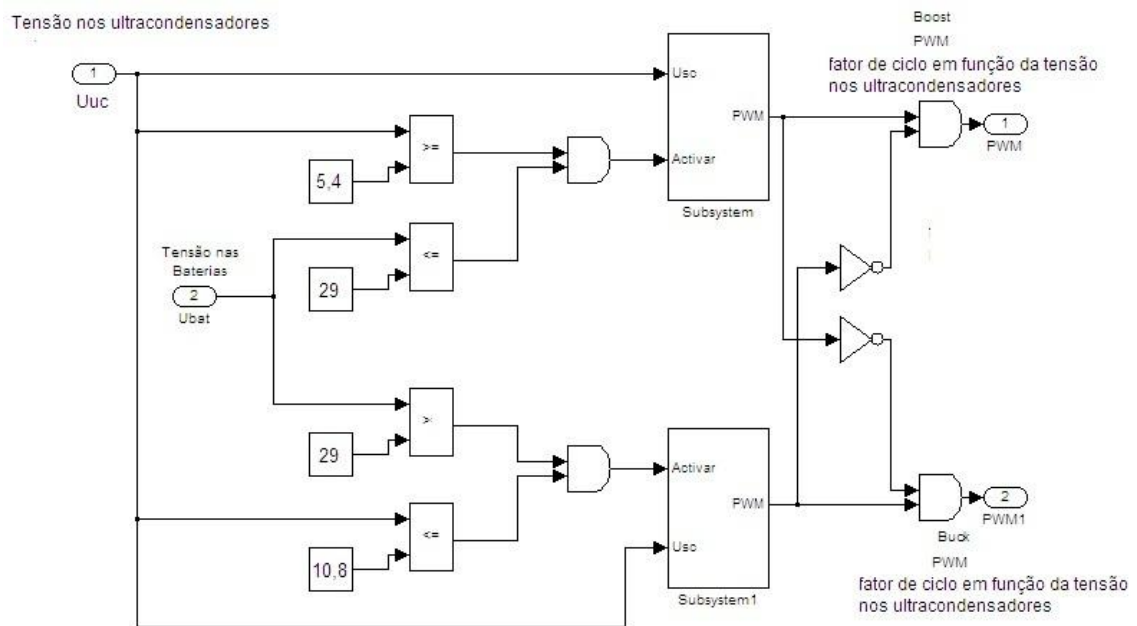 Tensão nos ultracondensadores
1
Uuc
>=
5,4
Tensão nas
Baterias
2
Ubat
<=
29
>
29
<=
10,8
Usc
PWM
Activar
Subsystem
Activar
PWM
Usc
Subsystem1
Boost
PWM
fator de ciclo em função da tensão
nos ultracondensadores
1
PWM
2
PWM1
Buck
PWM
fator de ciclo em função da tensão
nos ultracondensadores